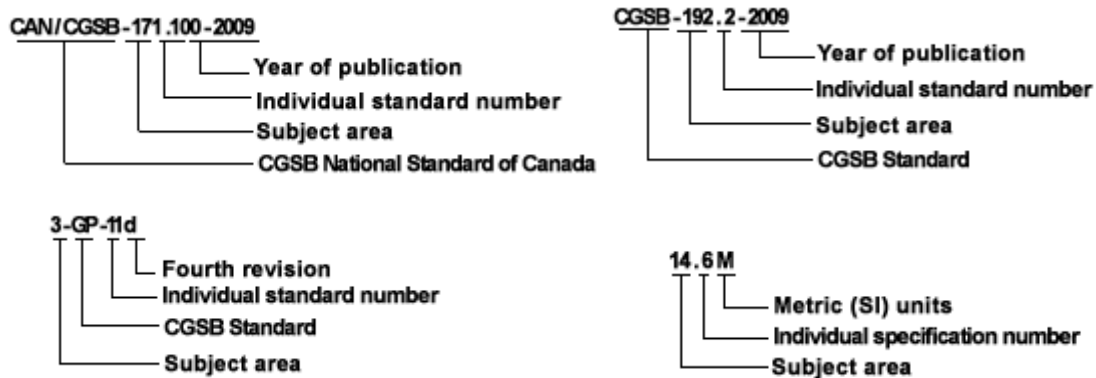 CAN/CGSB-171.100-2009
Year of publication
Individual standard number
Subject area
CGSB National Standard of Canada
CGSB-192.2-2009
Year of publication
Individual standard number
Subject area
CGSB Standard
3-GP-11d
Fourth revision
Individual standard number
CGSB Standard
Subject area
14.6M
Metric (SI) units
Individual specification number
Subject area